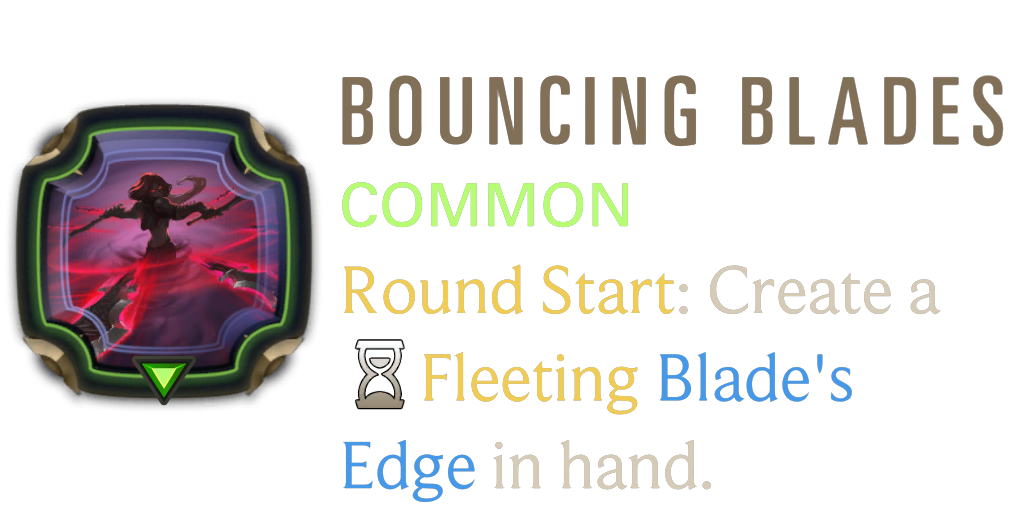 BOUNCING BLADES
COMMON
Round Start: Create a
Fleeting Blade's
Edge in hand.